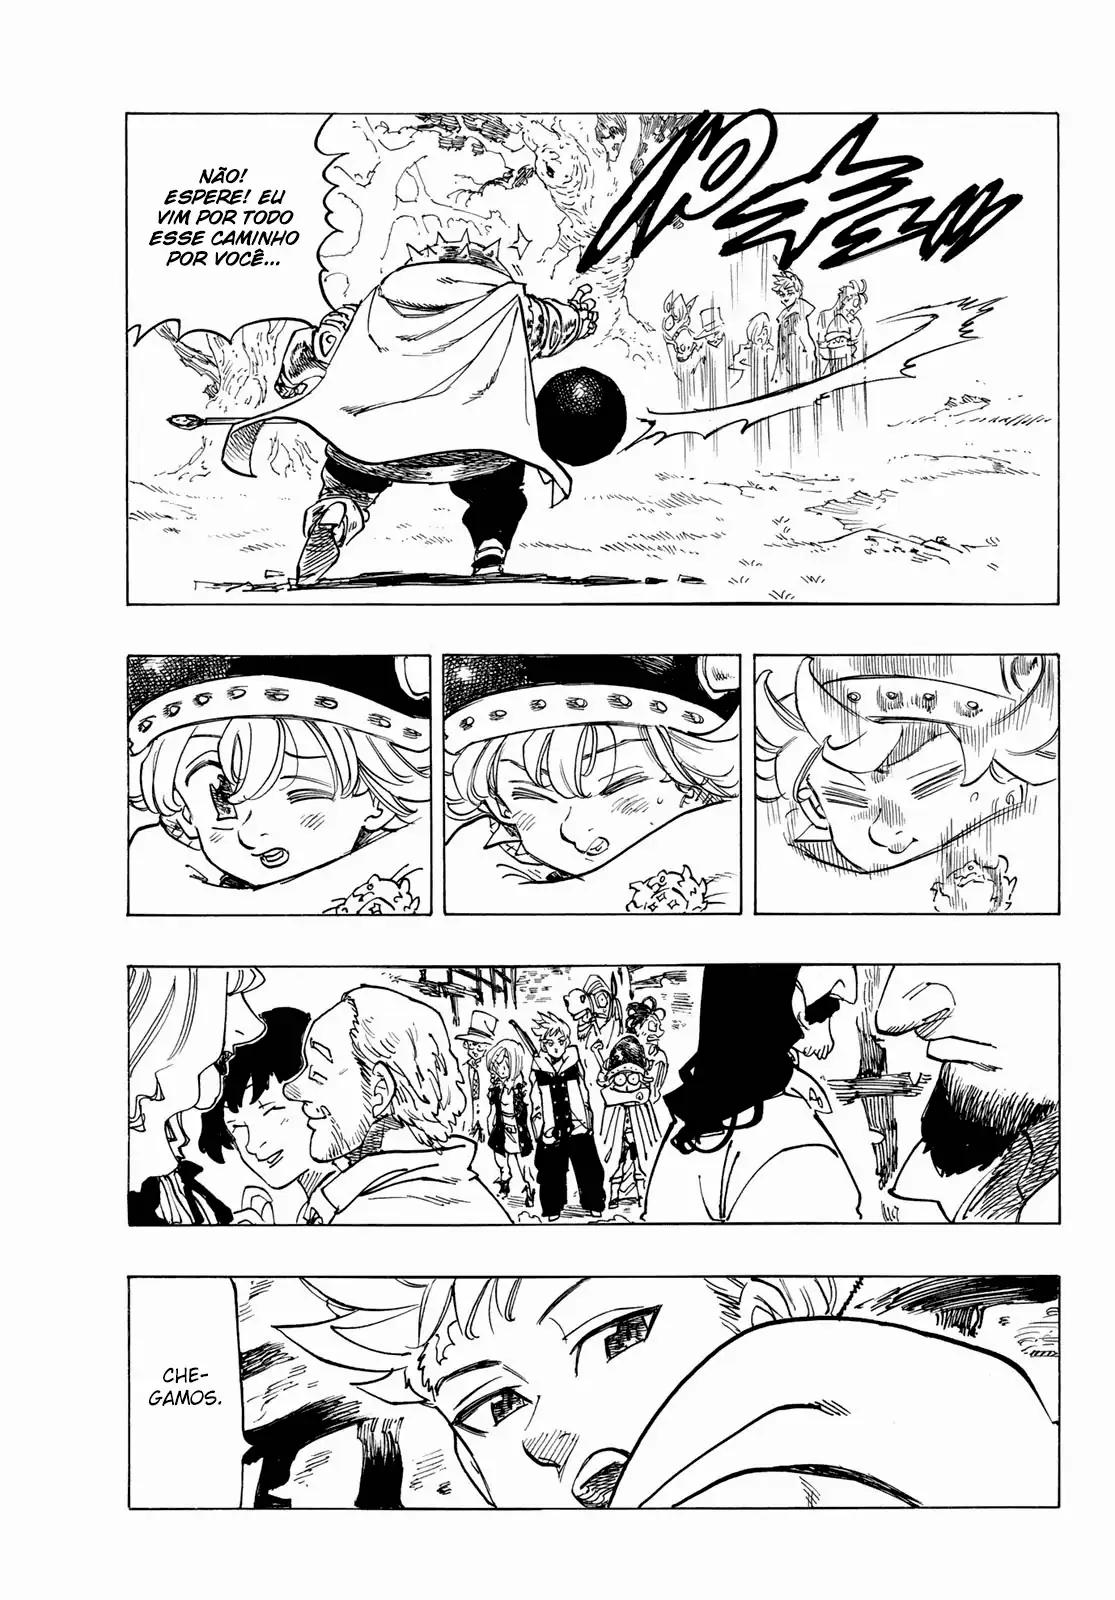 NÃO!
ESPERE! EU
VIM POR TODO
ESSE CAMINHO
POR VOCÊ...
CHE-
GAMOS.